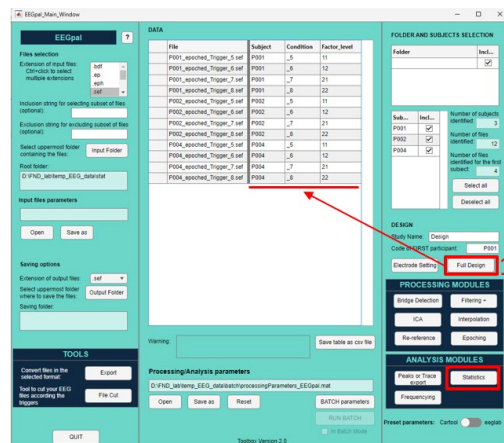 EEGpal_Main_Window
EEGpal
?
Files selection
Extension of input files:
Ctrl+click to select
multiple extensions
.bdf
.ep
.eph
.sef
Inclusion string for selecting subset of files
(optional):
Exclusion string for excluding subset of files
(optional):
Select uppermost folder
containing the files:
Input Folder
Root folder:
D:\FND_lab\temp_EEG_data\stat
Input files parameters
Open
Save as
Saving options
Extension of output files:
.sef
Select uppermost folder
where to save the files:
Output Folder
Saving folder:
TOOLS
Convert files in the
selected format:
Export
Tool to cut your EEG
files according the
triggers
File Cut
QUIT
DATA
File Subject Condition Factor_level
P001_epoched_Trigger_5.sef P001 _5 11
P001_epoched_Trigger_6.sef P001 _6 12
P001_epoched_Trigger_7.sef P001 _7 21
P001_epoched_Trigger_8.sef P001 _8 22
P002_epoched_Trigger_5.sef P002 _5 11
P002_epoched_Trigger_6.sef P002 _6 12
P002_epoched_Trigger_7.sef P002 _7 21
P002_epoched_Trigger_8.sef P002 _8 22
P004_epoched_Trigger_5.sef P004 _5 11
P004_epoched_Trigger_6.sef P004 _6 12
P004_epoched_Trigger_7.sef P004 _7 21
P004_epoched_Trigger_8.sef P004 _8 22
Warning:
Save table as csv file
Processing/Analysis parameters
D:\FND_lab\temp_EEG_data\batch\processingParameters_EEGpal.mat
Open
Save as
Reset
BATCH parameters
RUN BATCH
In Batch Mode
Toolbox Version 2.0
FOLDER AND SUBJECTS SELECTION
Folder Incl...
Sub... Incl...
P001
P002
P004
Number of subjects
identified:
3
Number of files
identified:
12
Number of files
identified for the first
subject:
4
Select all
Deselect all
DESIGN
Study Name: Design
Code of FIRST participant: P001
Electrode Setting
Full Design
PROCESSING MODULES
Bridge Detection
Filtering
ICA
Interpolation
Re-reference
Epoching
ANALYSIS MODULES
Peaks or Trace
export
Statistics
Frequencying
Preset parameters: Cartool